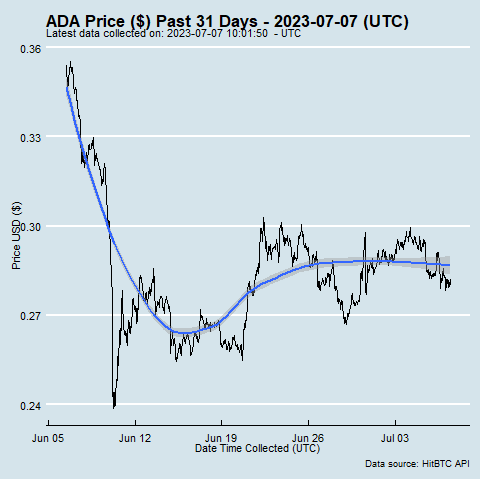 ADA Price ($) Past 31 Days - 2023-07-07 (UTC)
Latest data collected on: 2023-07-07 10:01:50  - UTC
0.36
0.33
0.30
0.27
0.24
Price USD ($)
Jun 05 Jun 12 Jun 19 Jun 26 Jul 03
Date Time Collected (UTC)
Data source: HitBTC API